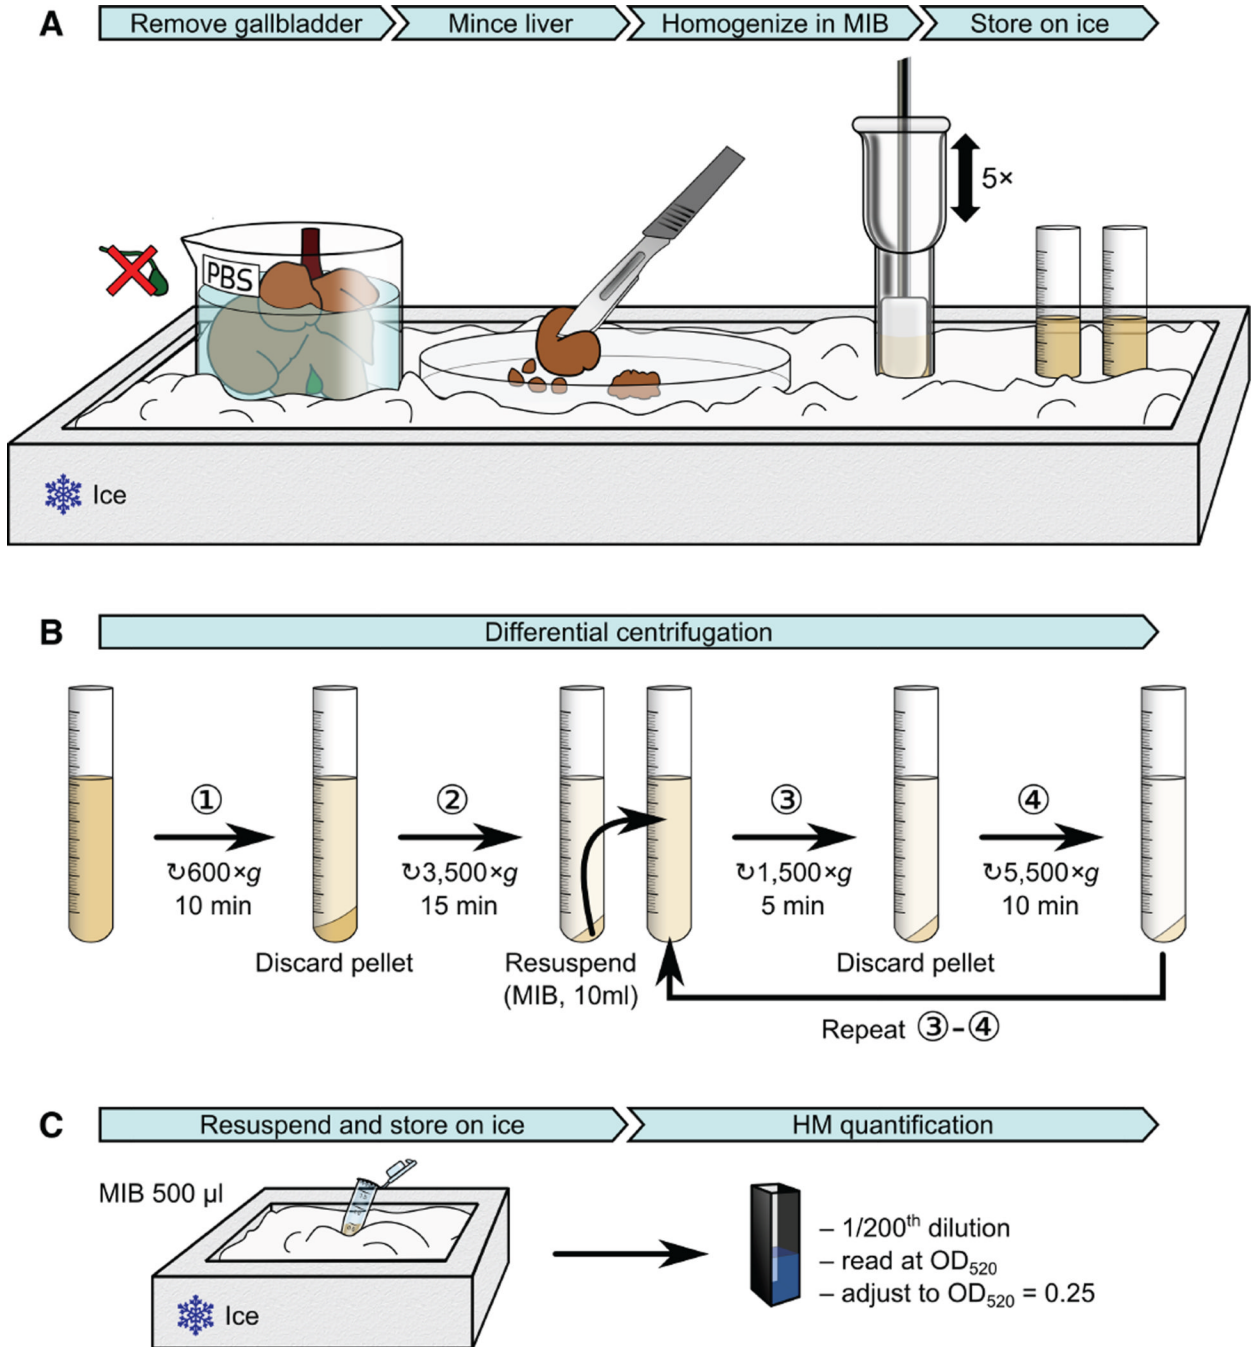 A
Remove gallbladder
Mince liver
Homogenize in MIB
Store on ice
5×
PBS
Ice
B
Differential centrifugation
① ② ③ ④
↻600×g ↻3,500×g ↻1,500×g ↻5,500×g
10 min 15 min 5 min 10 min
Discard pellet Resuspend Discard pellet
(MIB, 10ml)
Repeat ③-④
C
Resuspend and store on ice
HM quantification
MIB 500 µl
– 1/200th dilution
– read at OD520
– adjust to OD520 = 0.25
Ice